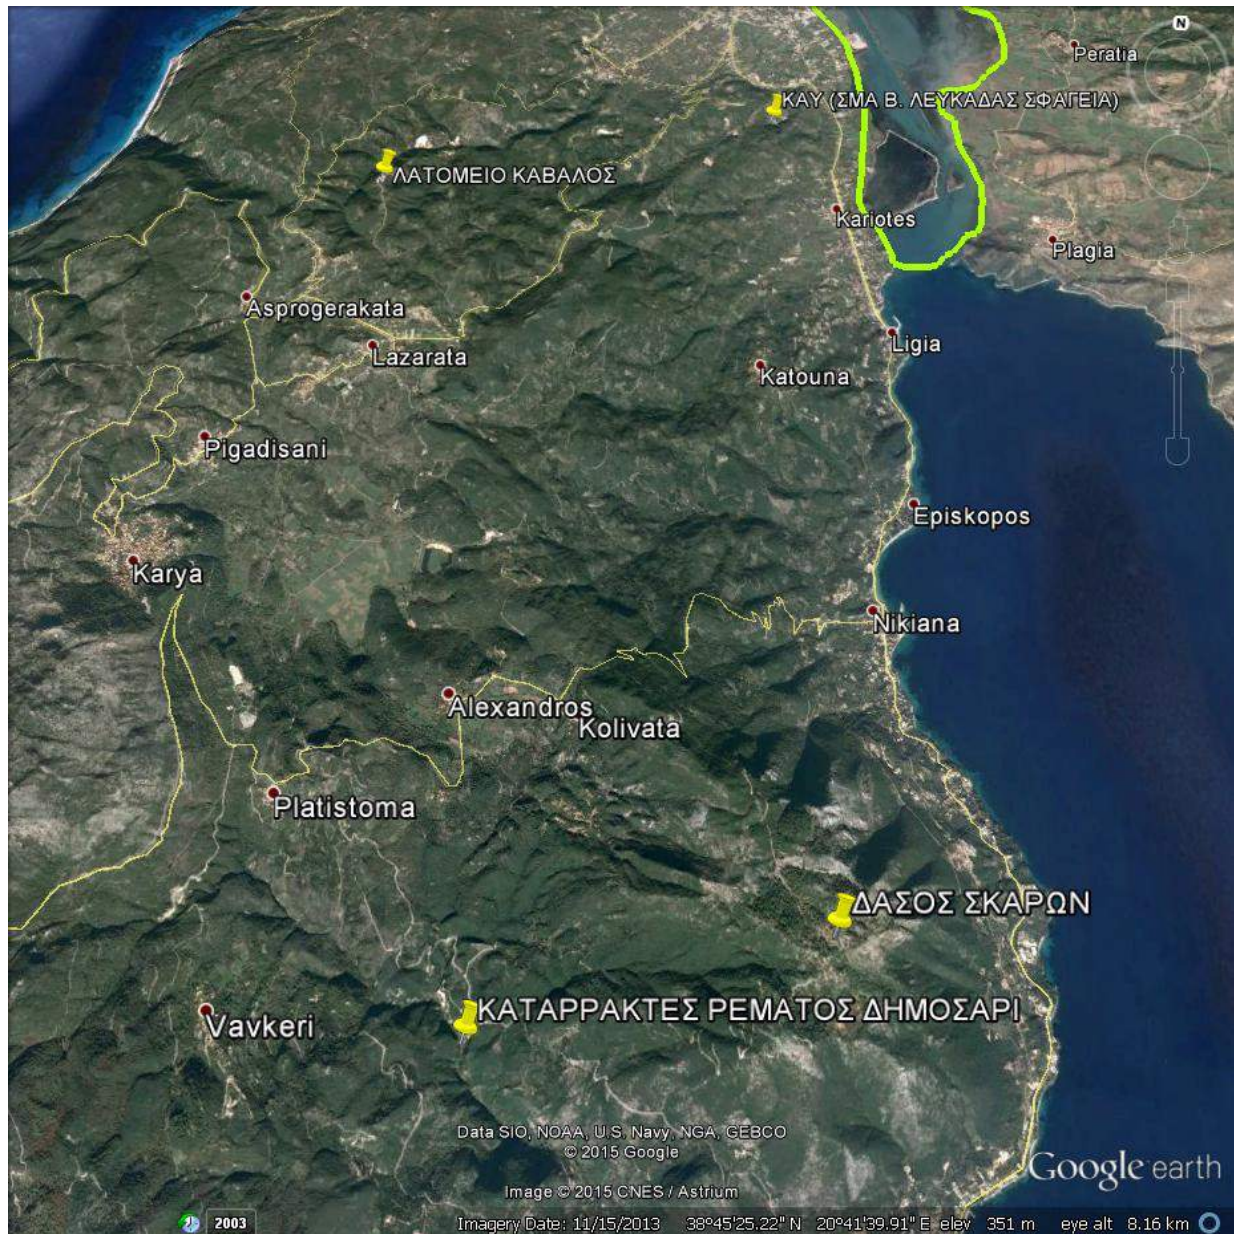 N
Peratia
ΚΑΥ (ΣΜΑ Β. ΛΕΥΚΑΔΑΣ ΣΦΑΓΕΙΑ)
ΛΑΤΟΜΕΙΟ ΚΑΒΑΛΟΣ
Kariotes
Plagia
Asprogerakata
Ligia
Lazarata
Katouna
Pigadisani
Episkopos
Karya
Nikiana
Alexandros
Kolivata
Platistoma
ΔΑΣΟΣ ΣΚΑΡΩΝ
ΚΑΤΑΡΡΑΚΤΕΣ ΡΕΜΑΤΟΣ ΔΗΜΟΣΑΡΙ
Vavkeri
Data SIO, NOAA, U.S. Navy, NGA, GEBCO
© 2015 Google
Google earth
Image © 2015 CNES / Astrium
2003
Imagery Date: 11/15/2013 38°45'25.22" N 20°41'39.91" E elev 351 m eye alt 8.16 km